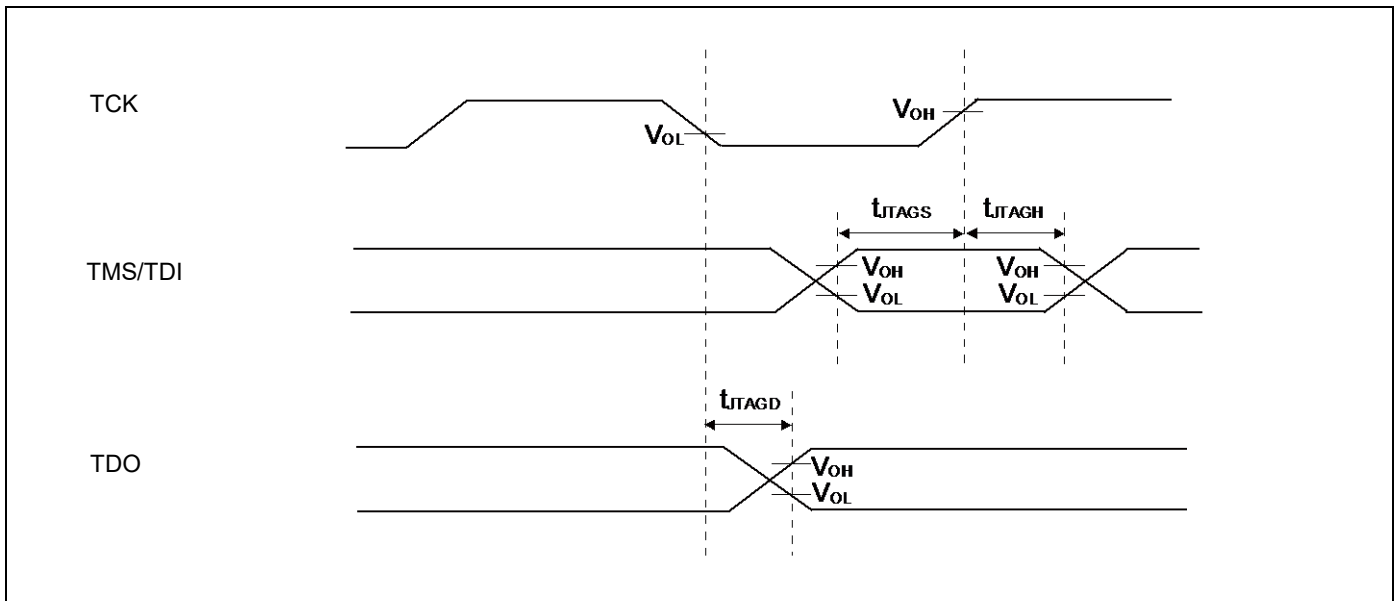 TCK
VOH
VOL
tJTAGS tJTAGH
TMS/TDI
VOH VOH
VOL VOL
tJTAGD
TDO
VOH
VOL